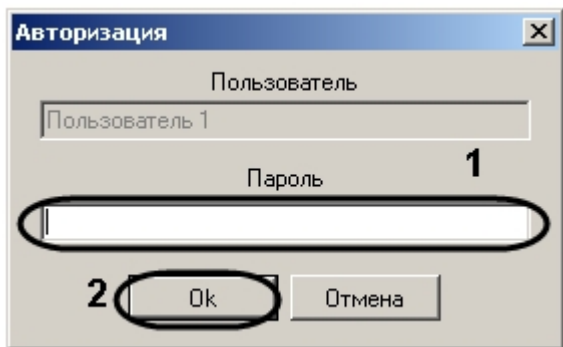 Авторизация
Пользователь
Пользователь 1
1
Пароль
2
Ok Отмена